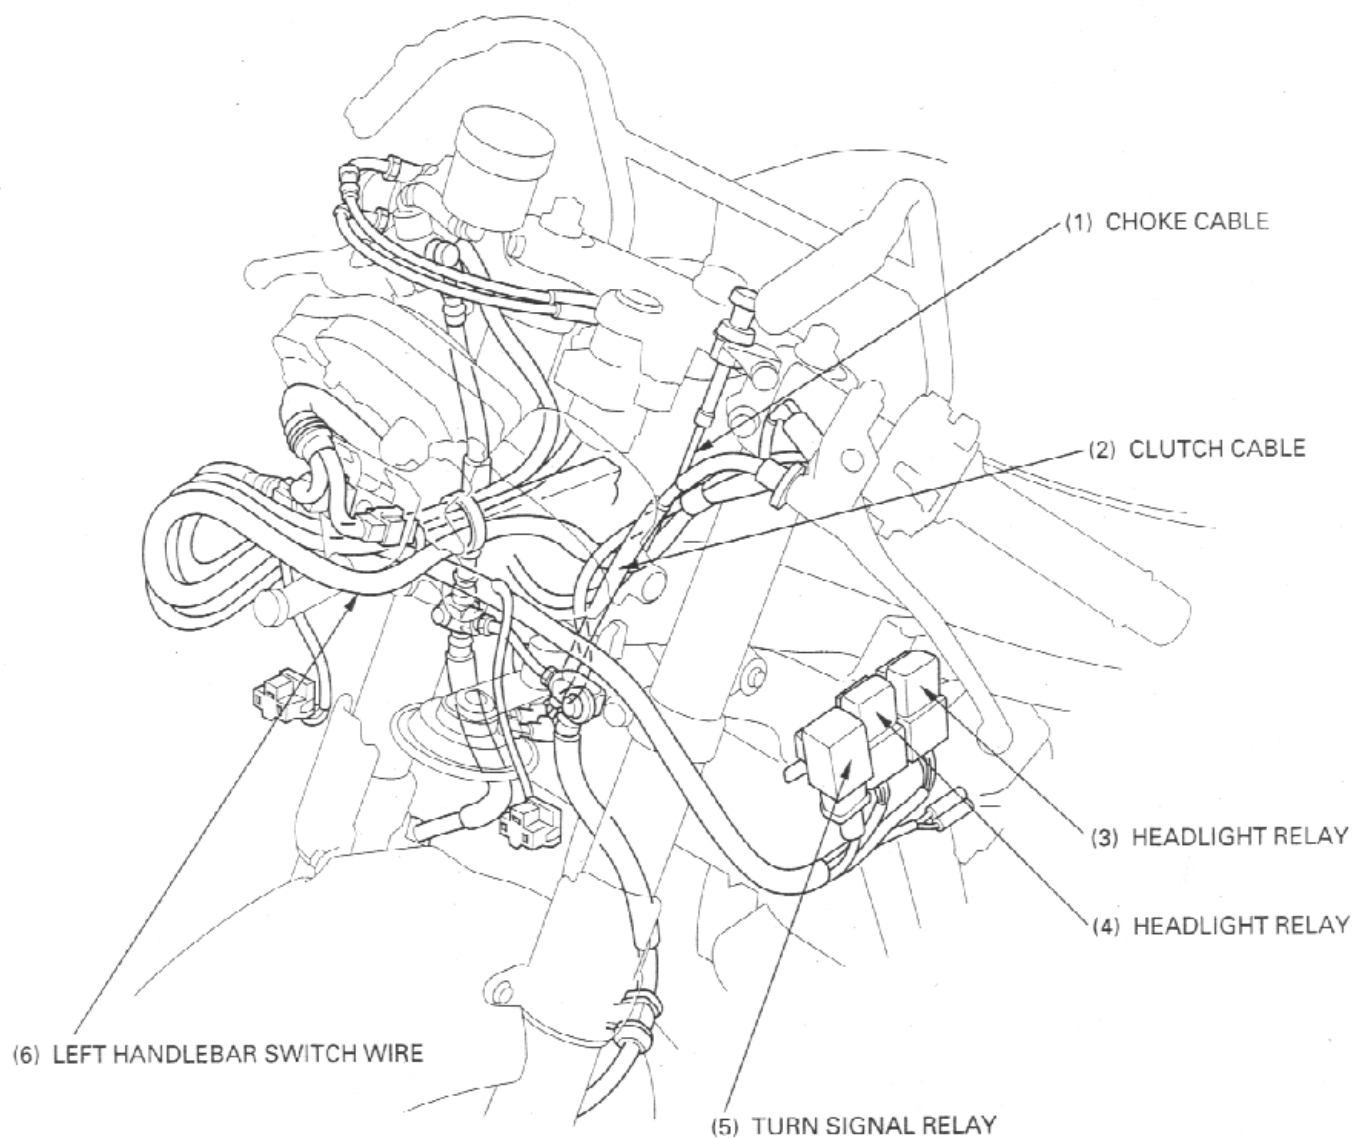 (1) CHOKE CABLE
(2) CLUTCH CABLE
(3) HEADLIGHT RELAY
(4) HEADLIGHT RELAY
(6) LEFT HANDLEBAR SWITCH WIRE
(5) TURN SIGNAL RELAY